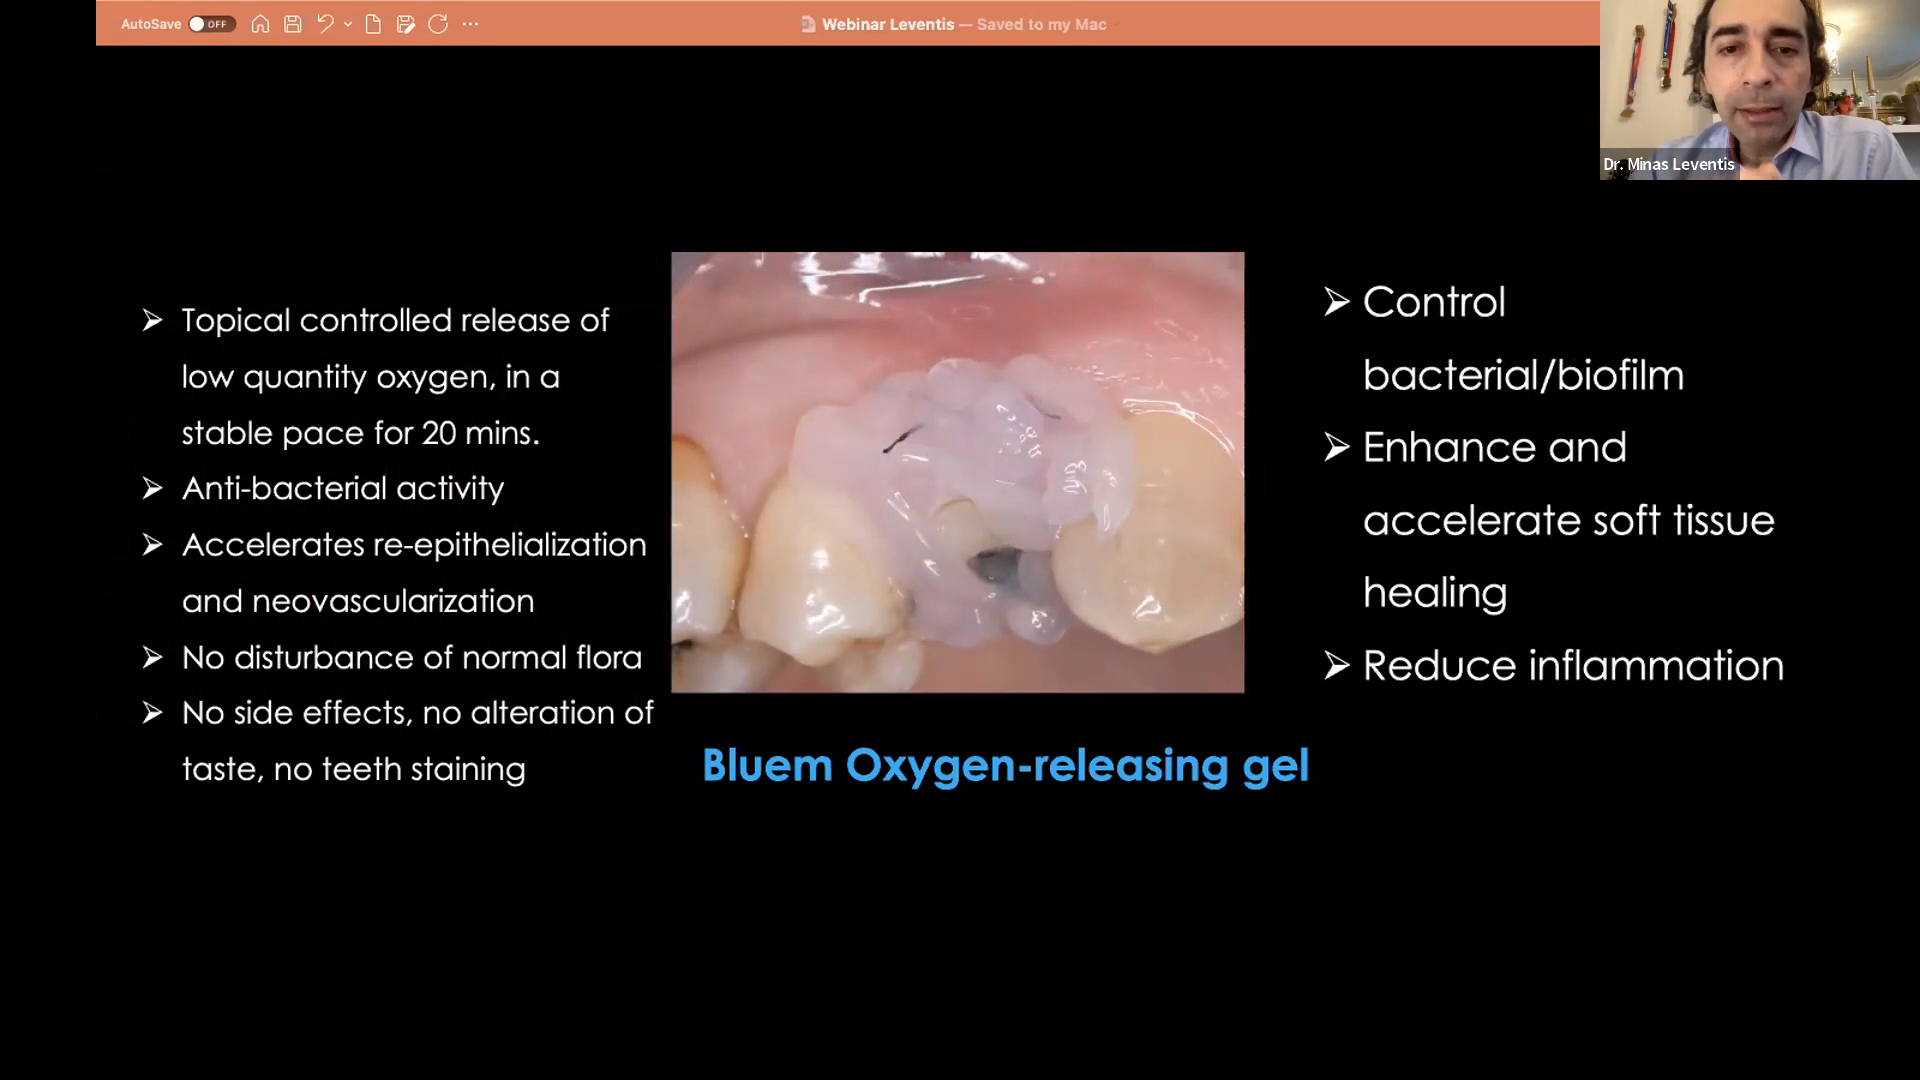 AutoSave OFF
Webinar Leventis — Saved to my Mac
Dr. Minas Leventis
➢ Topical controlled release of
low quantity oxygen, in a
stable pace for 20 mins.
➢ Anti-bacterial activity
➢ Accelerates re-epithelialization
and neovascularization
➢ No disturbance of normal flora
➢ No side effects, no alteration of
taste, no teeth staining
Bluem Oxygen-releasing gel
➢ Control
bacterial/biofilm
➢ Enhance and
accelerate soft tissue
healing
➢ Reduce inflammation